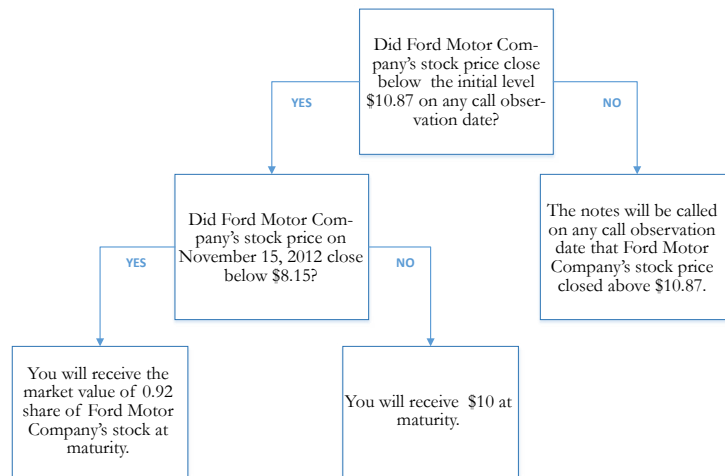 Did Ford Motor Com-
pany's stock price close
below the initial level
$10.87 on any call obser-
vation date?
YES
NO
Did Ford Motor Com-
pany's stock price on
November 15, 2012 close
below $8.15?
The notes will be called
on any call observation
date that Ford Motor
Company's stock price
closed above $10.87.
YES
NO
You will receive the
market value of 0.92
share of Ford Motor
Company's stock at
maturity.
You will receive $10 at
maturity.